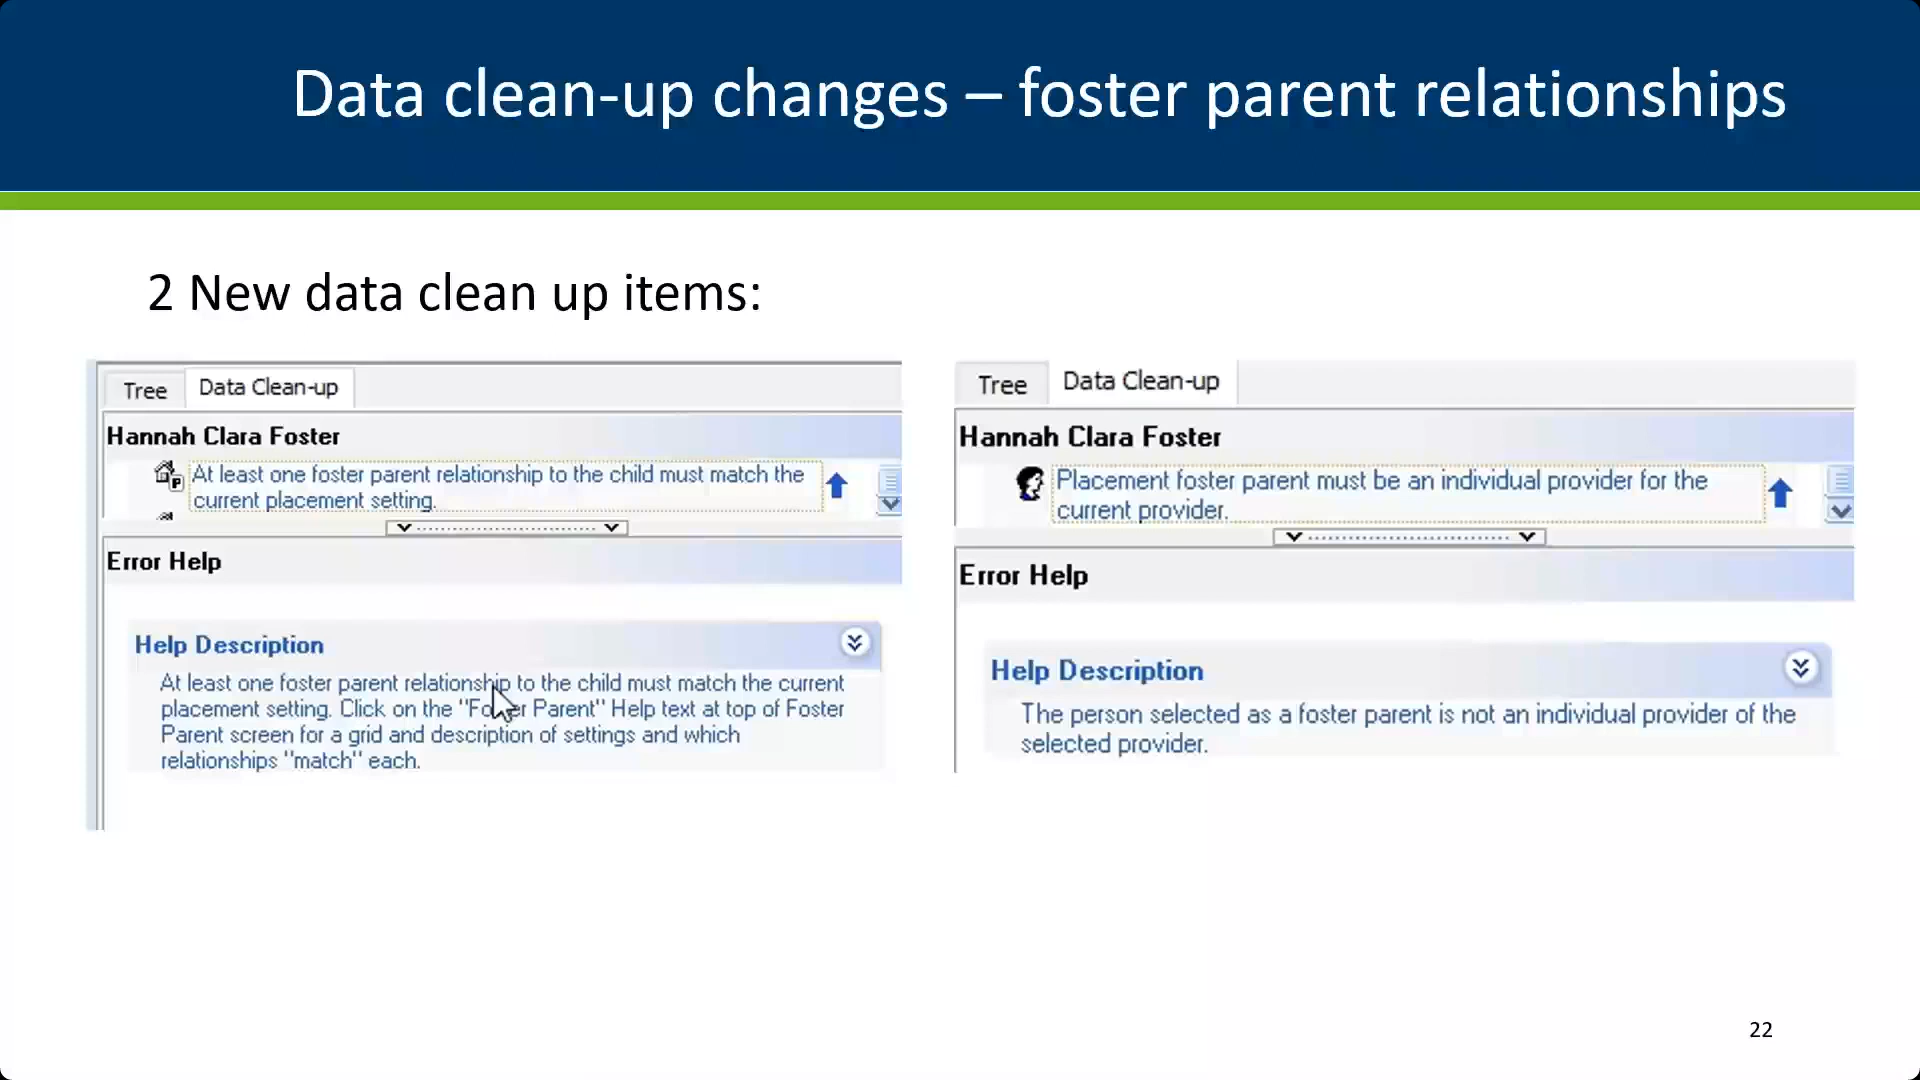 Data clean-up changes – foster parent relationships
2 New data clean up items:
Tree Data Clean-up
Hannah Clara Foster
At least one foster parent relationship to the child must match the
current placement setting.
Error Help
Help Description
At least one foster parent relationship to the child must match the current
placement setting. Click on the "Foster Parent" Help text at top of Foster
Parent screen for a grid and description of settings and which
relationships "match" each.
Tree Data Clean-up
Hannah Clara Foster
Placement foster parent must be an individual provider for the
current provider.
Error Help
Help Description
The person selected as a foster parent is not an individual provider of the
selected provider.
22